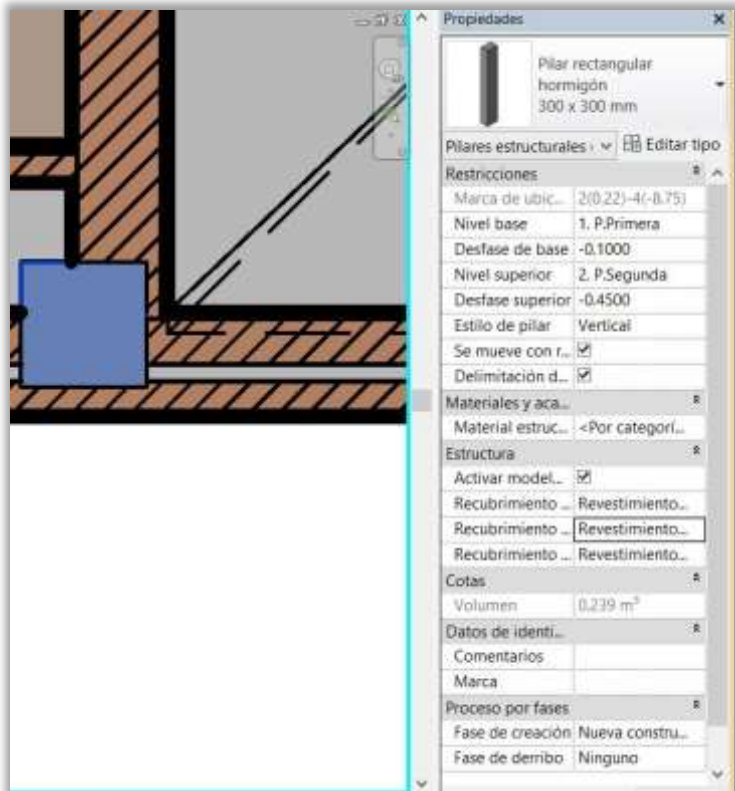 Propiedades
Pilar rectangular
hormigón
300 x 300 mm
Pilares estructurales Editar tipo
Restricciones
Marca de ubic... 2(0.22)-4(-8.75)
Nivel base 1. P.Primera
Desfase de base -0.1000
Nivel superior 2. P.Segunda
Desfase superior -0.4500
Estilo de pilar Vertical
Se mueve con r...
Delimitación d...
Materiales y aca...
Material estruc... <Por categorí...
Estructura
Activar model...
Recubrimiento ... Revestimiento...
Recubrimiento ... Revestimiento...
Recubrimiento ... Revestimiento...
Cotas
Volumen 0.239 m³
Datos de identi...
Comentarios
Marca
Proceso por fases
Fase de creación Nueva constru...
Fase de derribo Ninguno